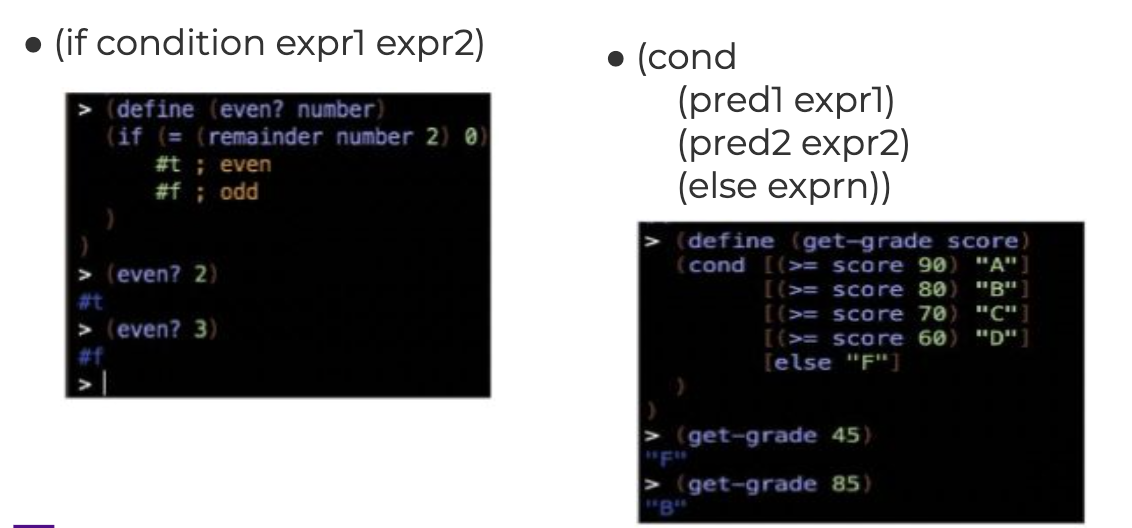 ● (if condition expr1 expr2)
> (define (even? number)
(if (= (remainder number 2) 0)
#t ; even
#f ; odd
)
)
> (even? 2)
#t
> (even? 3)
#f
>
● (cond
(pred1 expr1)
(pred2 expr2)
(else exprn))
> (define (get-grade score)
(cond [(>= score 90) "A"]
[(>= score 80) "B"]
[(>= score 70) "C"]
[(>= score 60) "D"]
[else "F"]
)
)
> (get-grade 45)
"F"
> (get-grade 85)
"B"